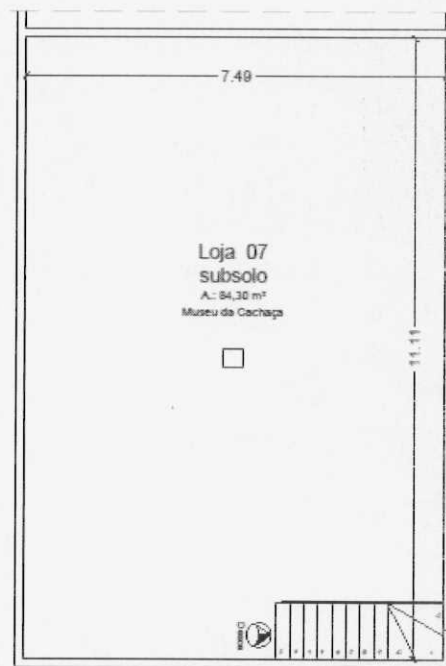 7.49
Loja 07
subsolo
A.: 84,30 m²
Museu da Cachaça
11.11